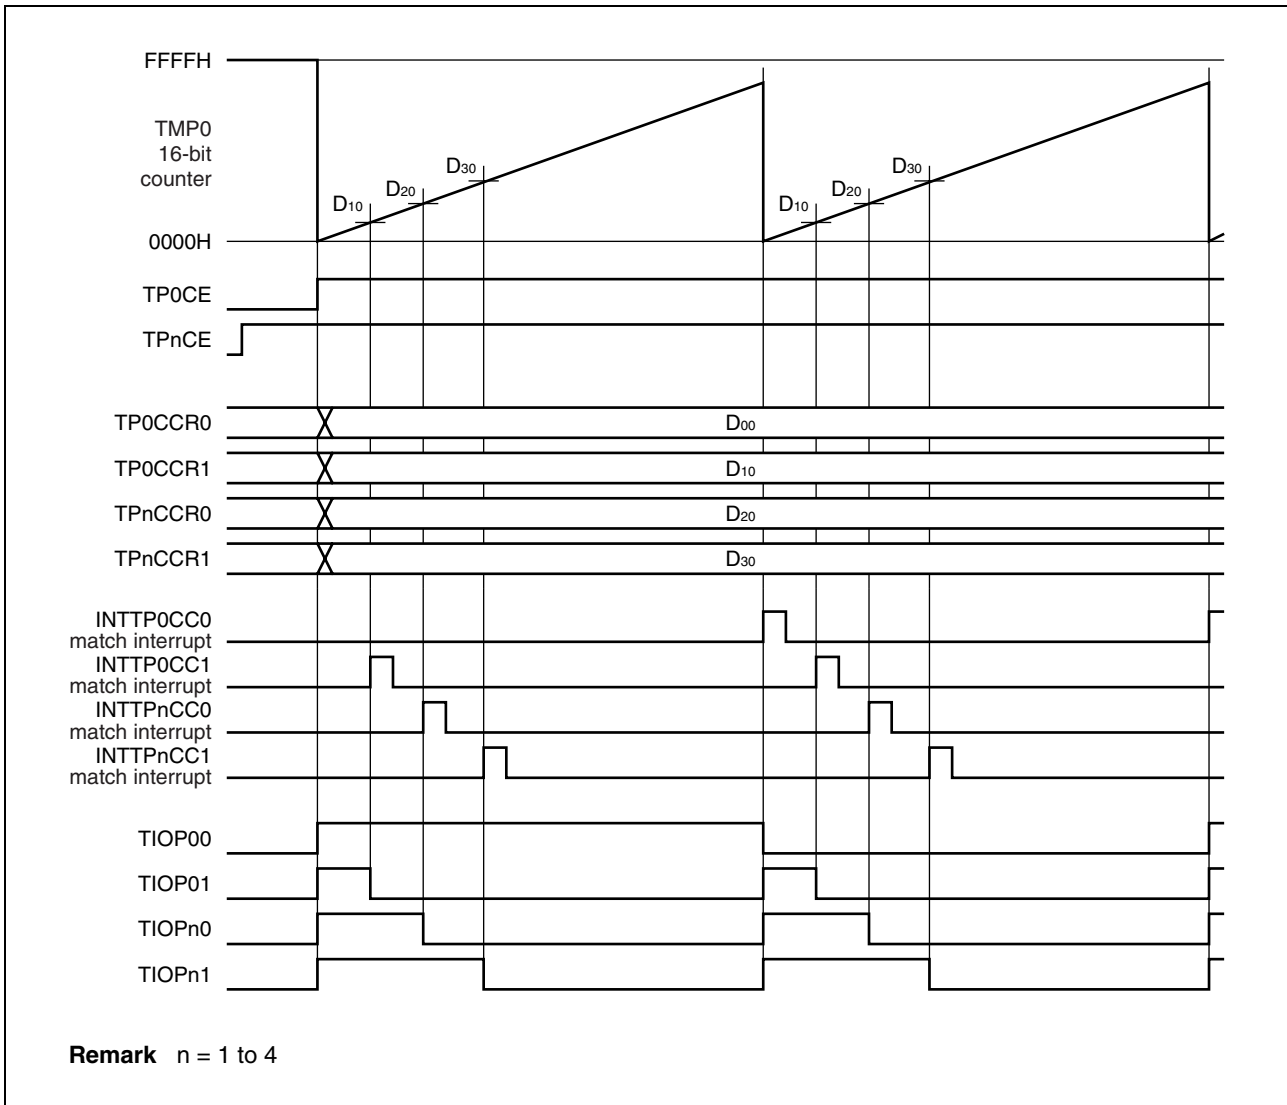 FFFFH
TMP0
16-bit
counter
D30
D20
D10
D30
D20
D10
0000H
TP0CE
TPnCE
TP0CCR0
D00
TP0CCR1
D10
TPnCCR0
D20
TPnCCR1
D30
INTTP0CC0
match interrupt
INTTP0CC1
match interrupt
INTTPnCC0
match interrupt
INTTPnCC1
match interrupt
TIOP00
TIOP01
TIOPn0
TIOPn1
Remark n = 1 to 4